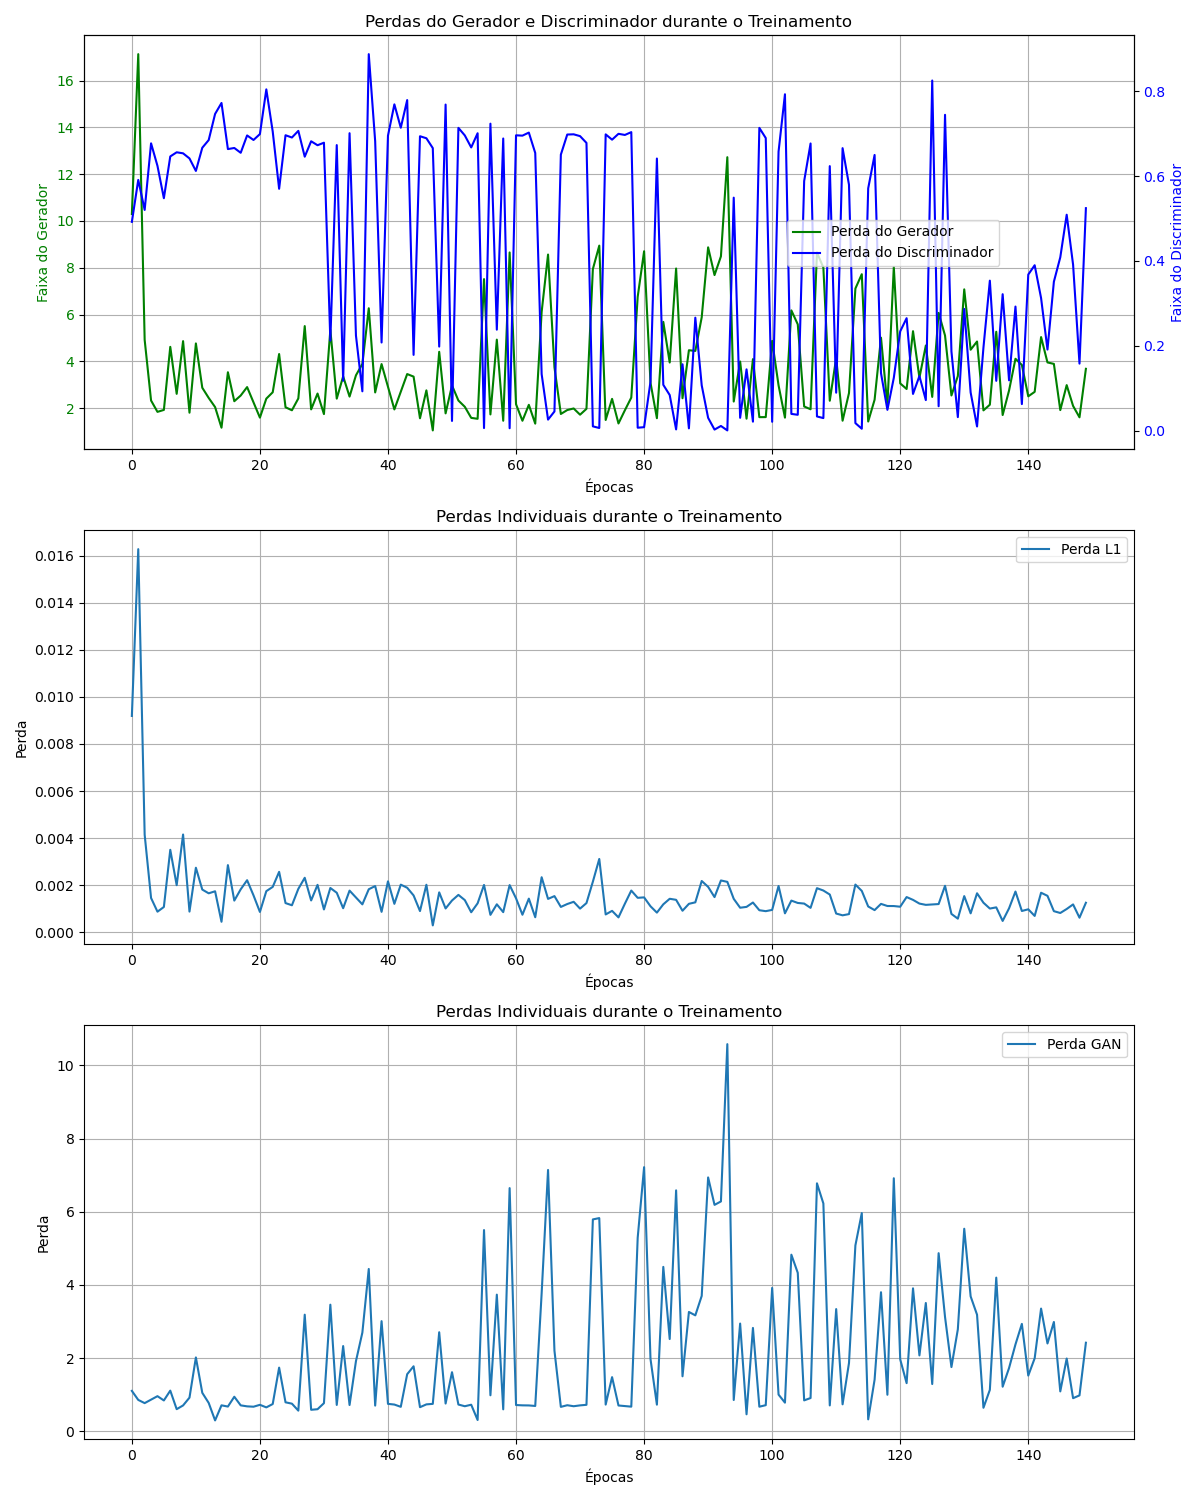 Perdas do Gerador e Discriminador durante o Treinamento
16
14
12
10
8
6
4
2
Faixa do Gerador
0.8
0.6
0.4
0.2
0.0
Faixa do Discriminador
Perda do Gerador
Perda do Discriminador
0 20 40 60 80 100 120 140
Épocas
Perdas Individuais durante o Treinamento
Perda L1
0.016
0.014
0.012
0.010
0.008
0.006
0.004
0.002
0.000
Perda
0 20 40 60 80 100 120 140
Épocas
Perdas Individuais durante o Treinamento
Perda GAN
10
8
6
4
2
0
Perda
0 20 40 60 80 100 120 140
Épocas